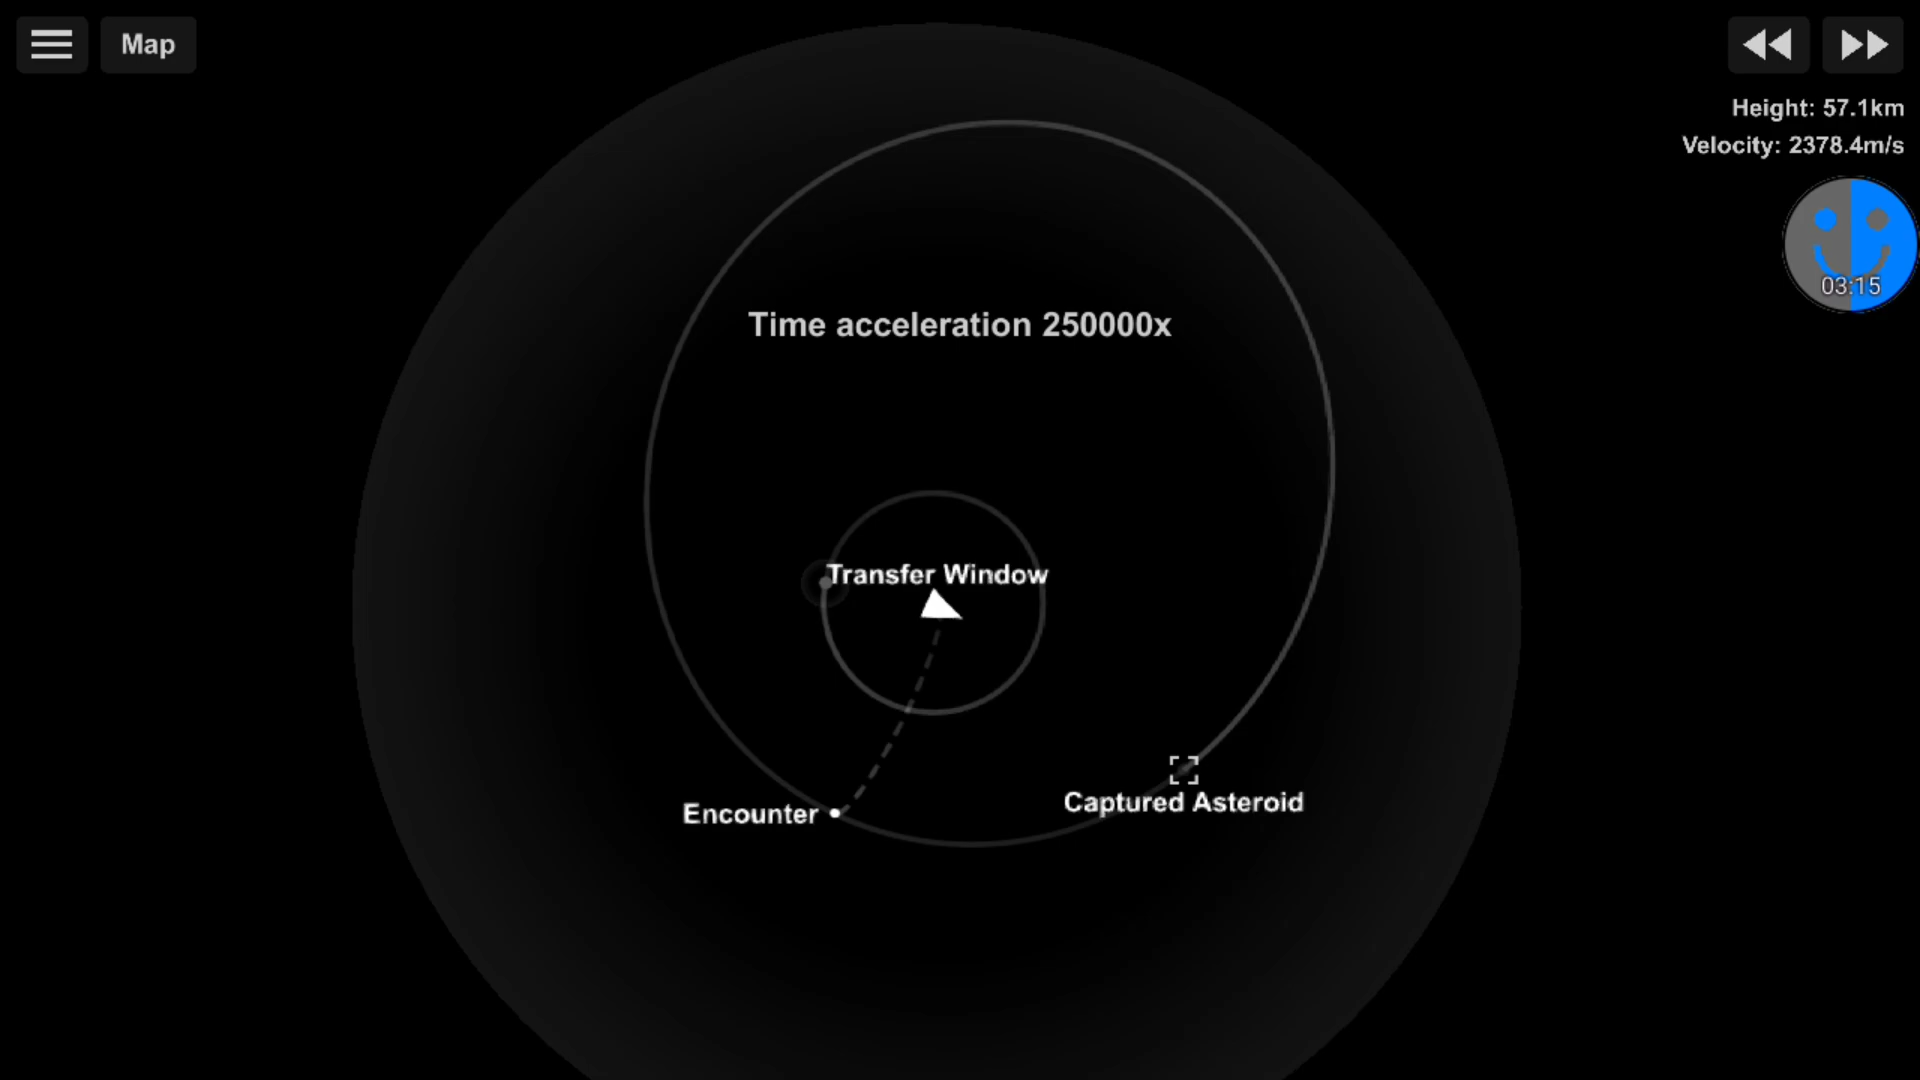 Map
Height: 57.1km
Velocity: 2378.4m/s
03:15
Time acceleration 250000x
Transfer Window
Encounter
Captured Asteroid